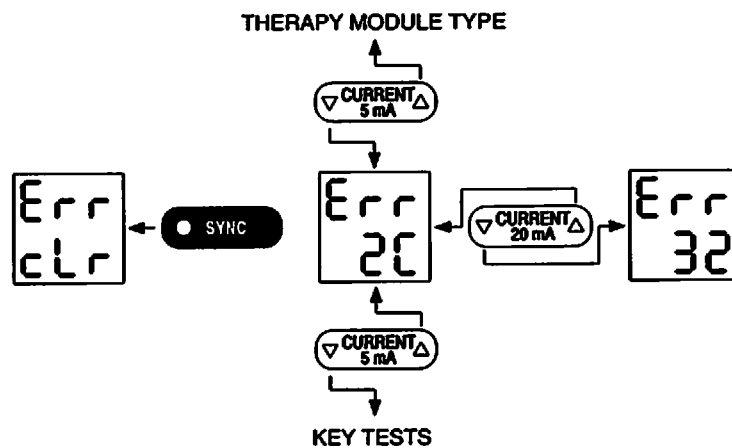 THERAPY MODULE TYPE
▽ CURRENT △
5 mA
Err
cLr
SYNC
Err
2C
▽ CURRENT △
20 mA
Err
32
▽ CURRENT △
5 mA
KEY TESTS